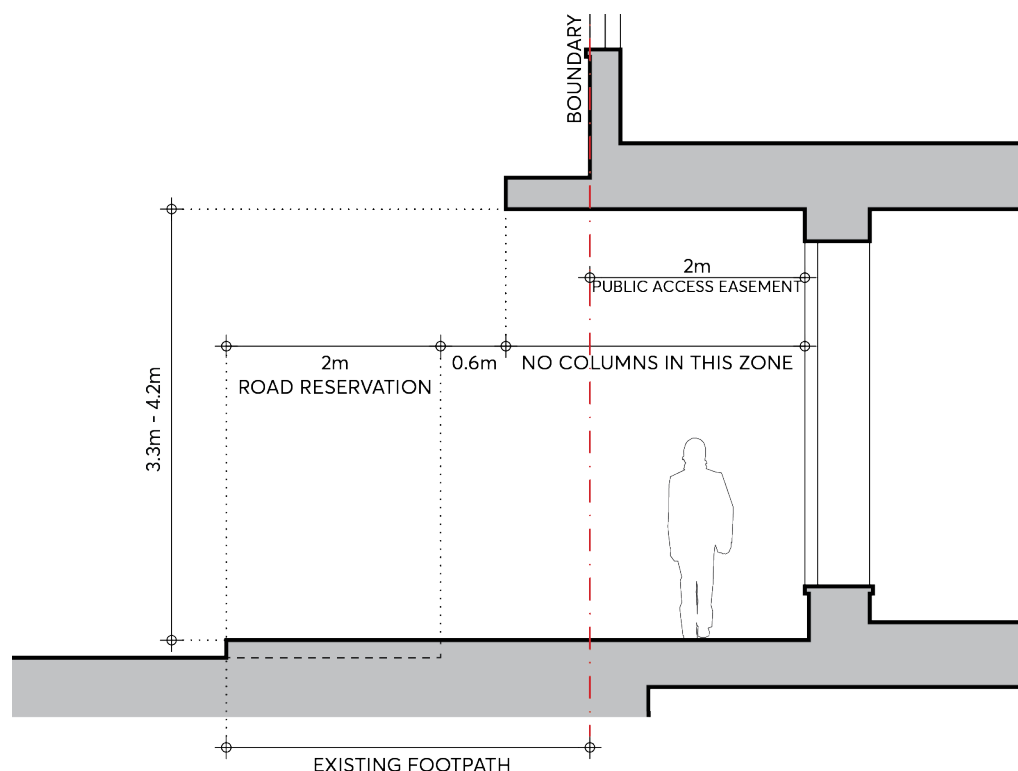 BOUNDARY
2m
PUBLIC ACCESS EASEMENT
2m
ROAD RESERVATION
0.6m
NO COLUMNS IN THIS ZONE
3.3m - 4.2m
EXISTING FOOTPATH